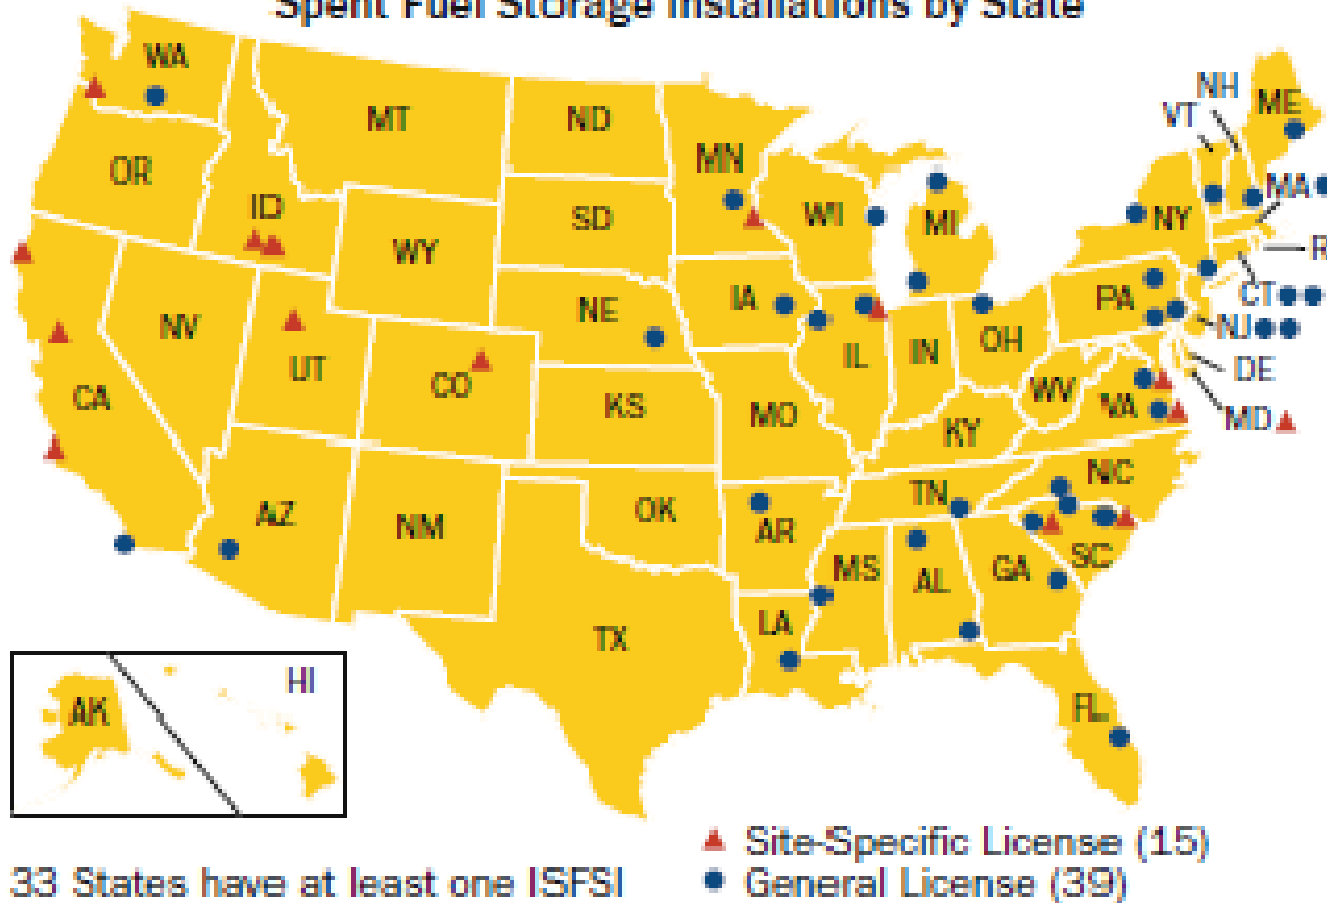 Spent Fuel Storage Installations by State
WA
MT
ND
MN
NH
VT
ME
OR
ID
SD
WI
MI
NY
MA
WY
R
IA
NE
PA
CT
NV
UT
CO
IL
IN
OH
NJ
DE
CA
KS
MO
WV
VA
MD
KY
AZ
NM
OK
TN
NC
AR
SC
MS
AL
GA
TX
LA
HI
AK
FL
Site-Specific License (15)
33 States have at least one ISFSI
General License (39)